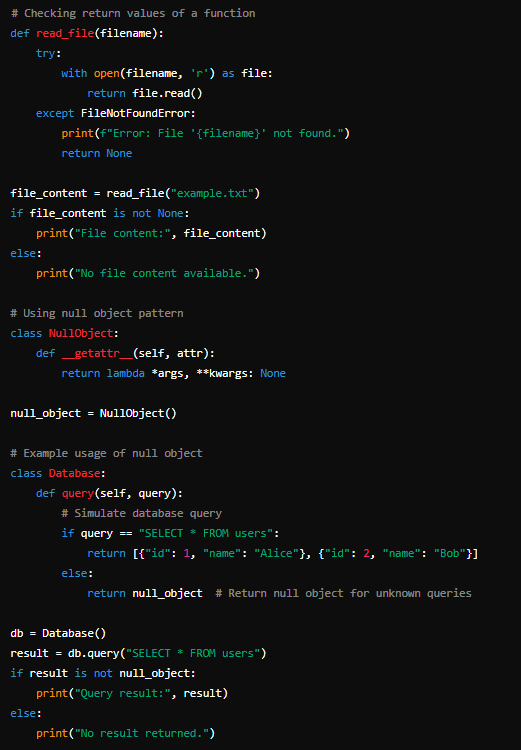 # Checking return values of a function
def read_file(filename):
    try:
        with open(filename, 'r') as file:
            return file.read()
    except FileNotFoundError:
        print(f"Error: File '{filename}' not found.")
        return None

file_content = read_file("example.txt")
if file_content is not None:
    print("File content:", file_content)
else:
    print("No file content available.")

# Using null object pattern
class NullObject:
    def __getattr__(self, attr):
        return lambda *args, **kwargs: None

null_object = NullObject()

# Example usage of null object
class Database:
    def query(self, query):
        # Simulate database query
        if query == "SELECT * FROM users":
            return [{"id": 1, "name": "Alice"}, {"id": 2, "name": "Bob"}]
        else:
            return null_object  # Return null object for unknown queries

db = Database()
result = db.query("SELECT * FROM users")
if result is not null_object:
    print("Query result:", result)
else:
    print("No result returned.")